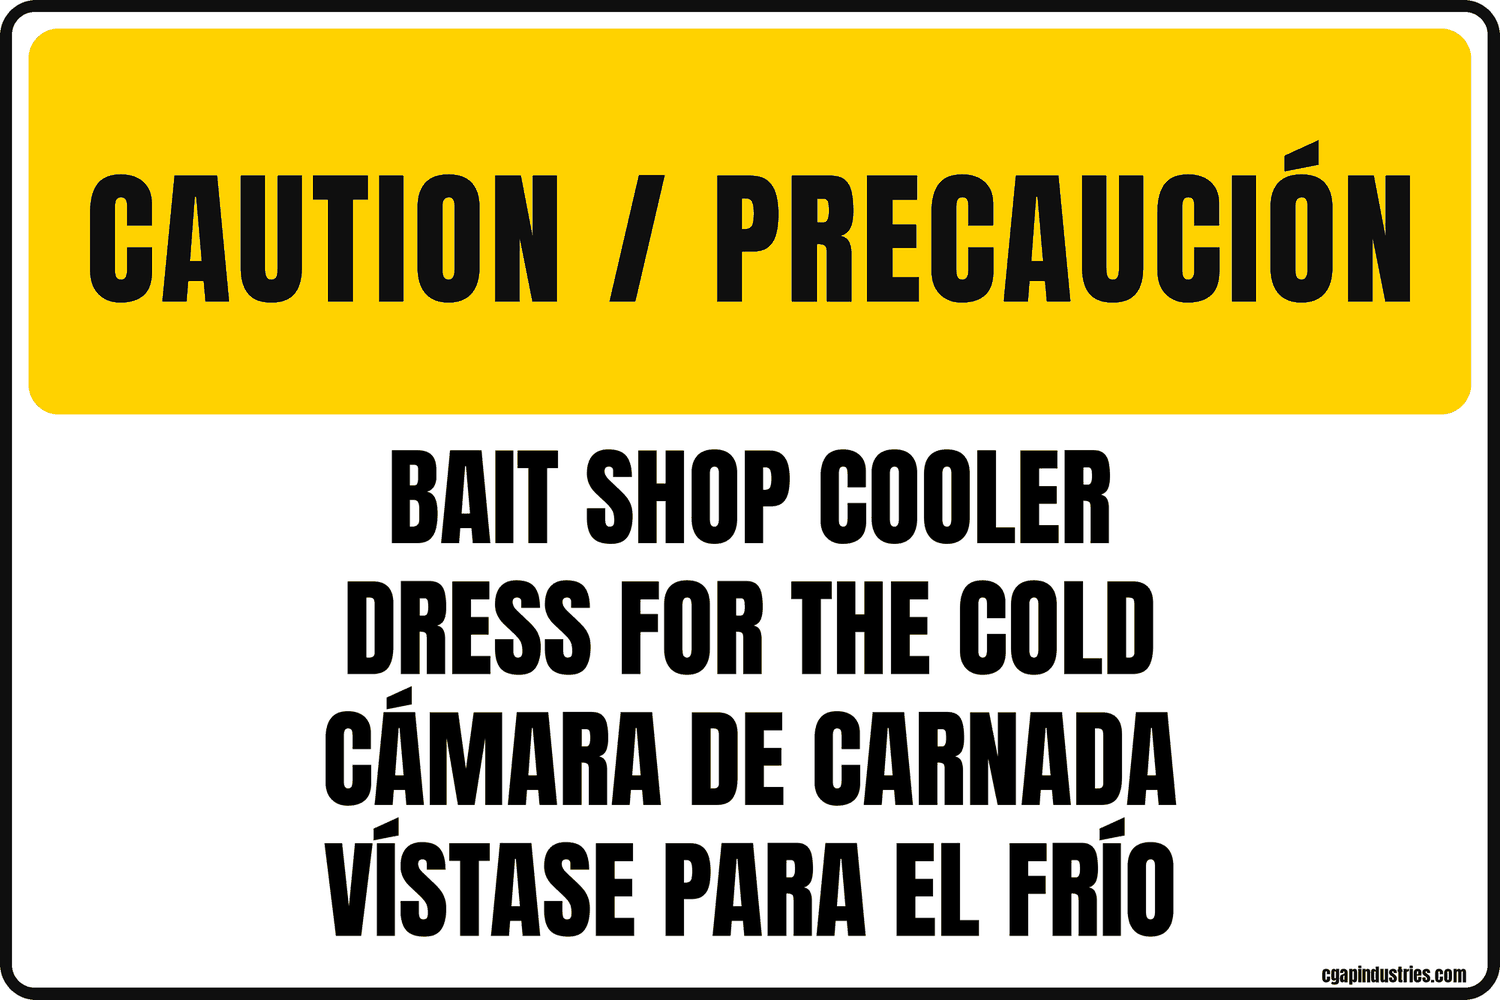 CAUTION / PRECAUCIÓN
BAIT SHOP COOLER
DRESS FOR THE COLD
CÁMARA DE CARNADA
VÍSTASE PARA EL FRÍO
cgapindustries.com